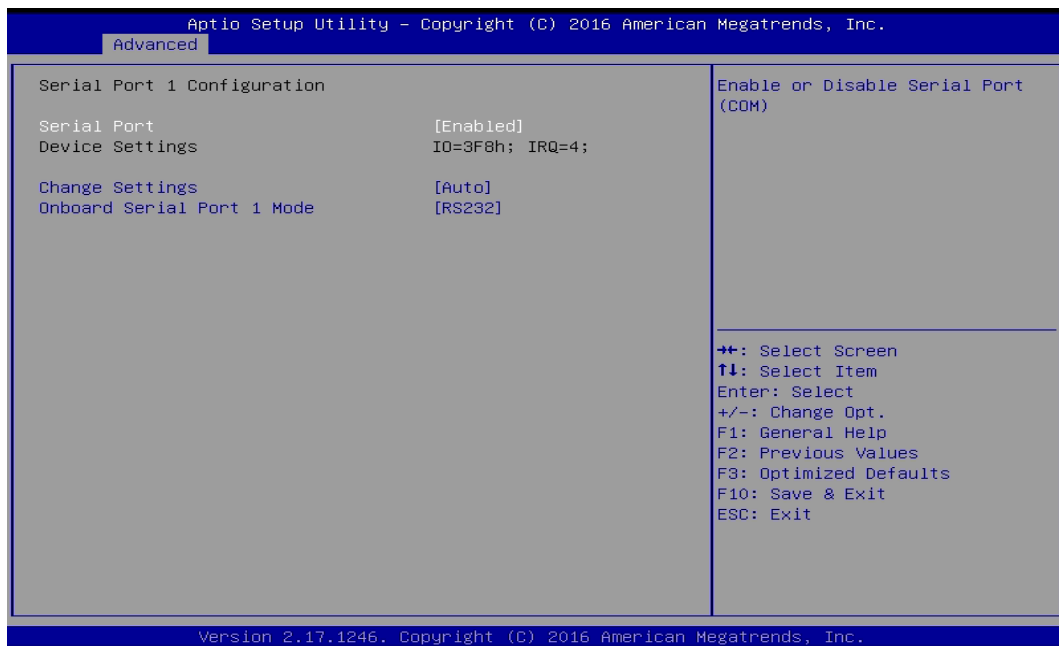 Aptio Setup Utility – Copyright (C) 2016 American Megatrends, Inc.
Advanced
Serial Port 1 Configuration
Serial Port [Enabled]
Device Settings IO=3F8h; IRQ=4;
Change Settings [Auto]
Onboard Serial Port 1 Mode [RS232]
Enable or Disable Serial Port
(COM)
→←: Select Screen
↑↓: Select Item
Enter: Select
+/-: Change Opt.
F1: General Help
F2: Previous Values
F3: Optimized Defaults
F10: Save & Exit
ESC: Exit
Version 2.17.1246. Copyright (C) 2016 American Megatrends, Inc.